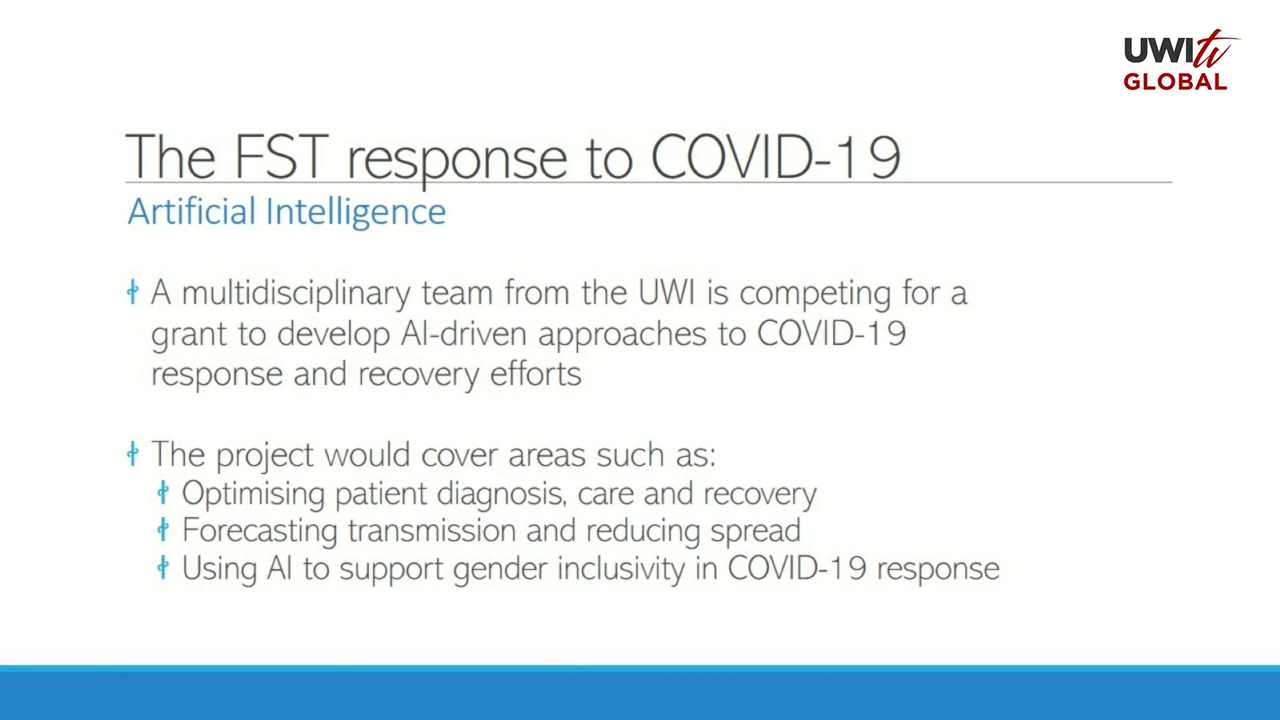 UWItv
GLOBAL
The FST response to COVID-19
Artificial Intelligence
A multidisciplinary team from the UWI is competing for a
grant to develop AI-driven approaches to COVID-19
response and recovery efforts
The project would cover areas such as:
Optimising patient diagnosis, care and recovery
Forecasting transmission and reducing spread
Using AI to support gender inclusivity in COVID-19 response